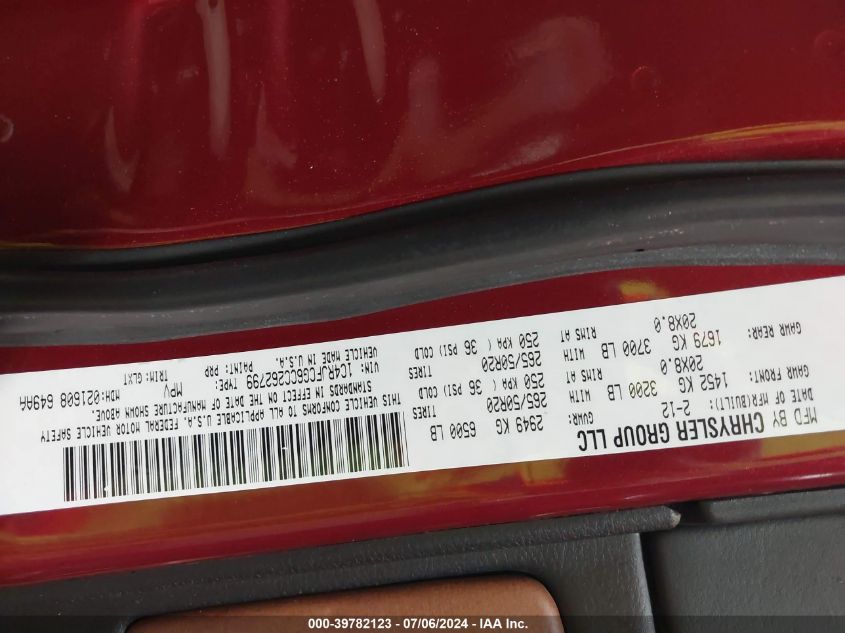 MFD BY CHRYSLER GROUP LLC
DATE OF MFR(BUILT): 2-12
GVWR: 2949 KG 6500 LB
GAWR FRONT: 1452 KG 3200 LB
WITH TIRES 265/50R20
RIMS AT 20X8.0 250 KPA ( 36 PSI) COLD
GAWR REAR: 1679 KG 3700 LB
WITH TIRES 265/50R20
RIMS AT 20X8.0 250 KPA ( 36 PSI) COLD
THIS VEHICLE CONFORMS TO ALL APPLICABLE U.S.A. FEDERAL MOTOR VEHICLE SAFETY
STANDARDS IN EFFECT ON THE DATE OF MANUFACTURE SHOWN ABOVE.
VIN: 1C4RJFCG6CC262799 TYPE: MPV MDH:021608 649AA
VEHICLE MADE IN U.S.A. PAINT: PRP TRIM: GLXT
000-39782123 - 07/06/2024 - IAA Inc.